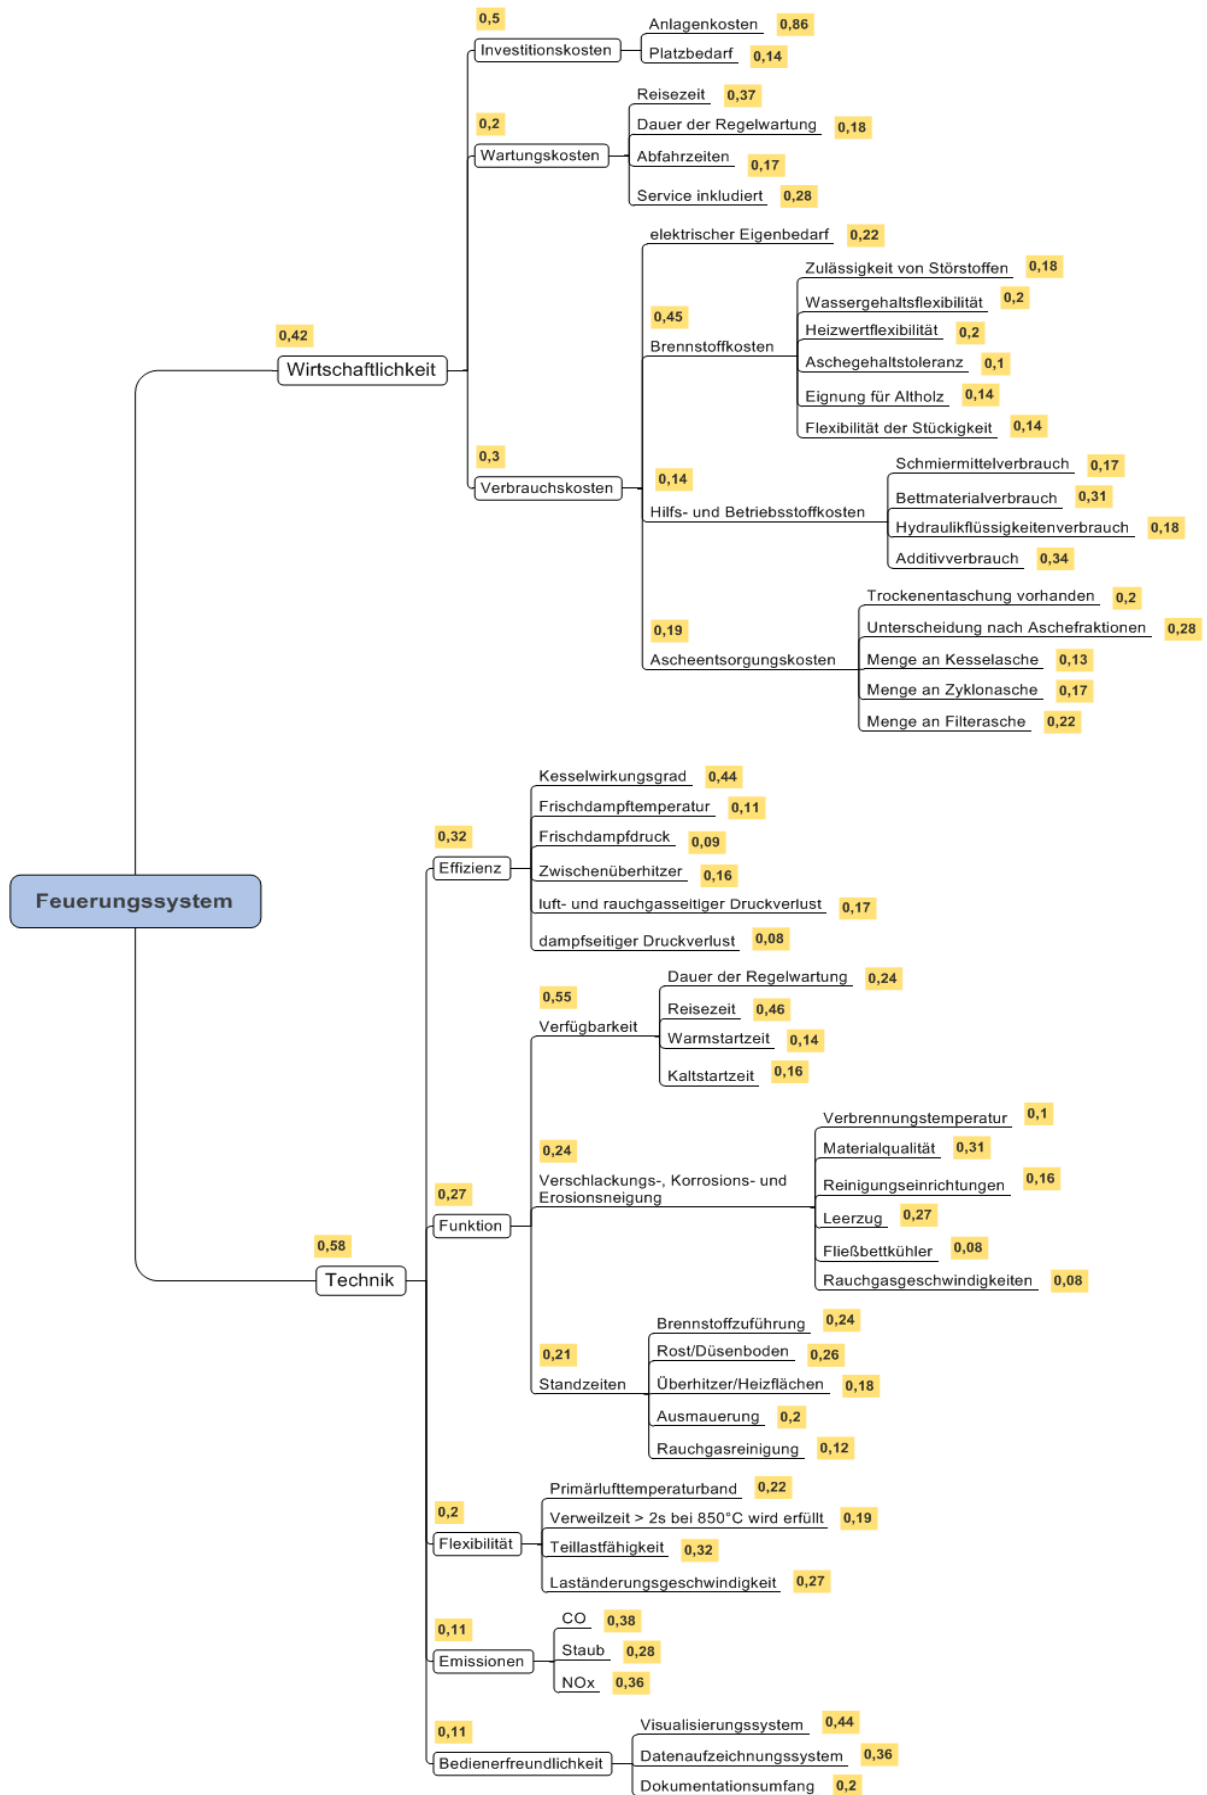 0,5
Investitionskosten
Anlagenkosten 0,86
Platzbedarf 0,14
0,2
Wartungskosten
Reisezeit 0,37
Dauer der Regelwartung 0,18
Abfahrzeiten 0,17
Service inkludiert 0,28
0,42
Wirtschaftlichkeit
0,3
Verbrauchskosten
elektrischer Eigenbedarf 0,22
0,45
Brennstoffkosten
Zulässigkeit von Störstoffen 0,18
Wassergehaltsflexibilität 0,2
Heizwertflexibilität 0,2
Aschegehaltstoleranz 0,1
Eignung für Altholz 0,14
Flexibilität der Stückigkeit 0,14
0,14
Hilfs- und Betriebsstoffkosten
Schmiermittelverbrauch 0,17
Bettmaterialverbrauch 0,31
Hydraulikflüssigkeitenverbrauch 0,18
Additivverbrauch 0,34
0,19
Ascheentsorgungskosten
Trockenentaschung vorhanden 0,2
Unterscheidung nach Aschefraktionen 0,28
Menge an Kesselasche 0,13
Menge an Zyklonasche 0,17
Menge an Filterasche 0,22
Feuerungssystem
0,58
Technik
0,32
Effizienz
Kesselwirkungsgrad 0,44
Frischdampftemperatur 0,11
Frischdampfdruck 0,09
Zwischenüberhitzer 0,16
luft- und rauchgasseitiger Druckverlust 0,17
dampfseitiger Druckverlust 0,08
0,27
Funktion
0,55
Verfügbarkeit
Dauer der Regelwartung 0,24
Reisezeit 0,46
Warmstartzeit 0,14
Kaltstartzeit 0,16
0,24
Verschlackungs-, Korrosions- und
Erosionsneigung
Verbrennungstemperatur 0,1
Materialqualität 0,31
Reinigungseinrichtungen 0,16
Leerzug 0,27
Fließbettkühler 0,08
Rauchgasgeschwindigkeiten 0,08
0,21
Standzeiten
Brennstoffzuführung 0,24
Rost/Düsenboden 0,26
Überhitzer/Heizflächen 0,18
Ausmauerung 0,2
Rauchgasreinigung 0,12
0,2
Flexibilität
Primärlufttemperaturband 0,22
Verweilzeit > 2s bei 850°C wird erfüllt 0,19
Teillastfähigkeit 0,32
Laständerungsgeschwindigkeit 0,27
0,11
Emissionen
CO 0,38
Staub 0,28
NOx 0,36
0,11
Bedienerfreundlichkeit
Visualisierungssystem 0,44
Datenaufzeichnungssystem 0,36
Dokumentationsumfang 0,2